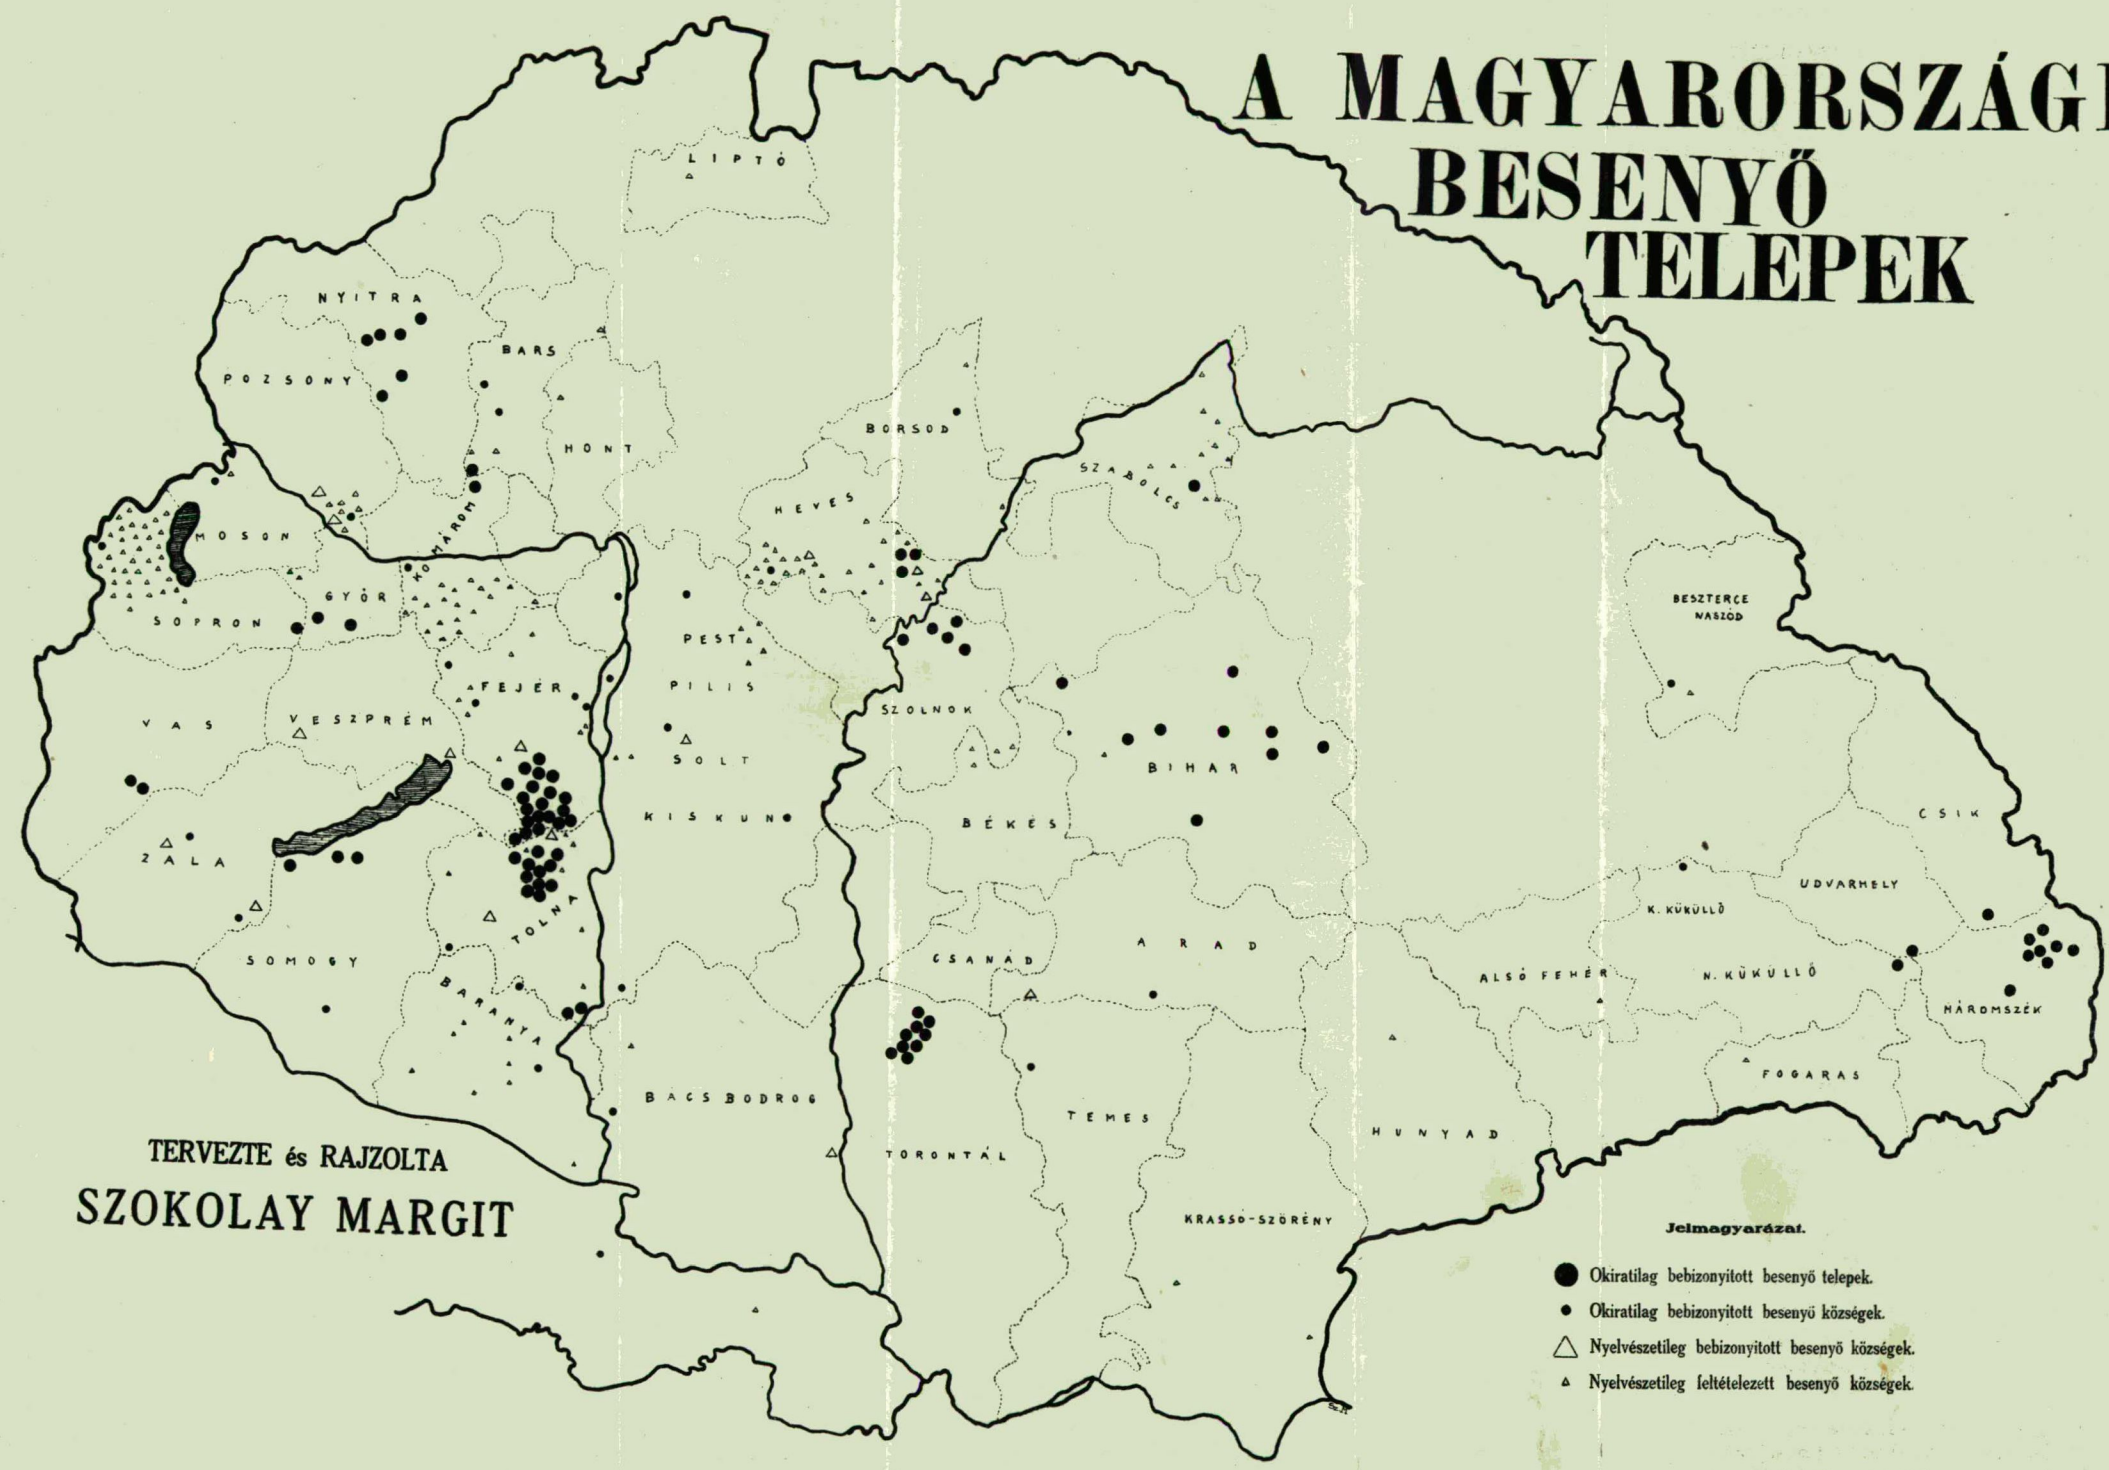 A MAGYARORSZÁGI
BESENYŐ
TELEPEK
LIPTÓ
NYITRA
BARS
POZSONY
HONT
BORSOD
SZABOLCS
HEVES
MOSON
KOMÁROM
GYŐR
SOPRON
BESZTERCE
NASZÓD
PEST
PILIS
SOLT
KISKUN
FEJÉR
VAS
VESZPRÉM
SZOLNOK
BIHAR
BÉKÉS
CSIK
ZALA
UDVARHELY
K. KÜKÜLLŐ
TOLNA
SOMOGY
BARANYA
CSANÁD
ARAD
ALSÓ FEHÉR
N. KÜKÜLLŐ
HÁROMSZÉK
FOGARAS
BÁCS BODROG
TEMES
HUNYAD
TORONTÁL
KRASSÓ-SZÖRÉNY
TERVEZTE és RAJZOLTA
SZOKOLAY MARGIT
Jelmagyarázat.
Okiratilag bebizonyitott besenyő telepek.
Okiratilag bebizonyitott besenyő községek.
Nyelvészetileg bebizonyitott besenyő községek.
Nyelvészetileg feltételezett besenyő községek.